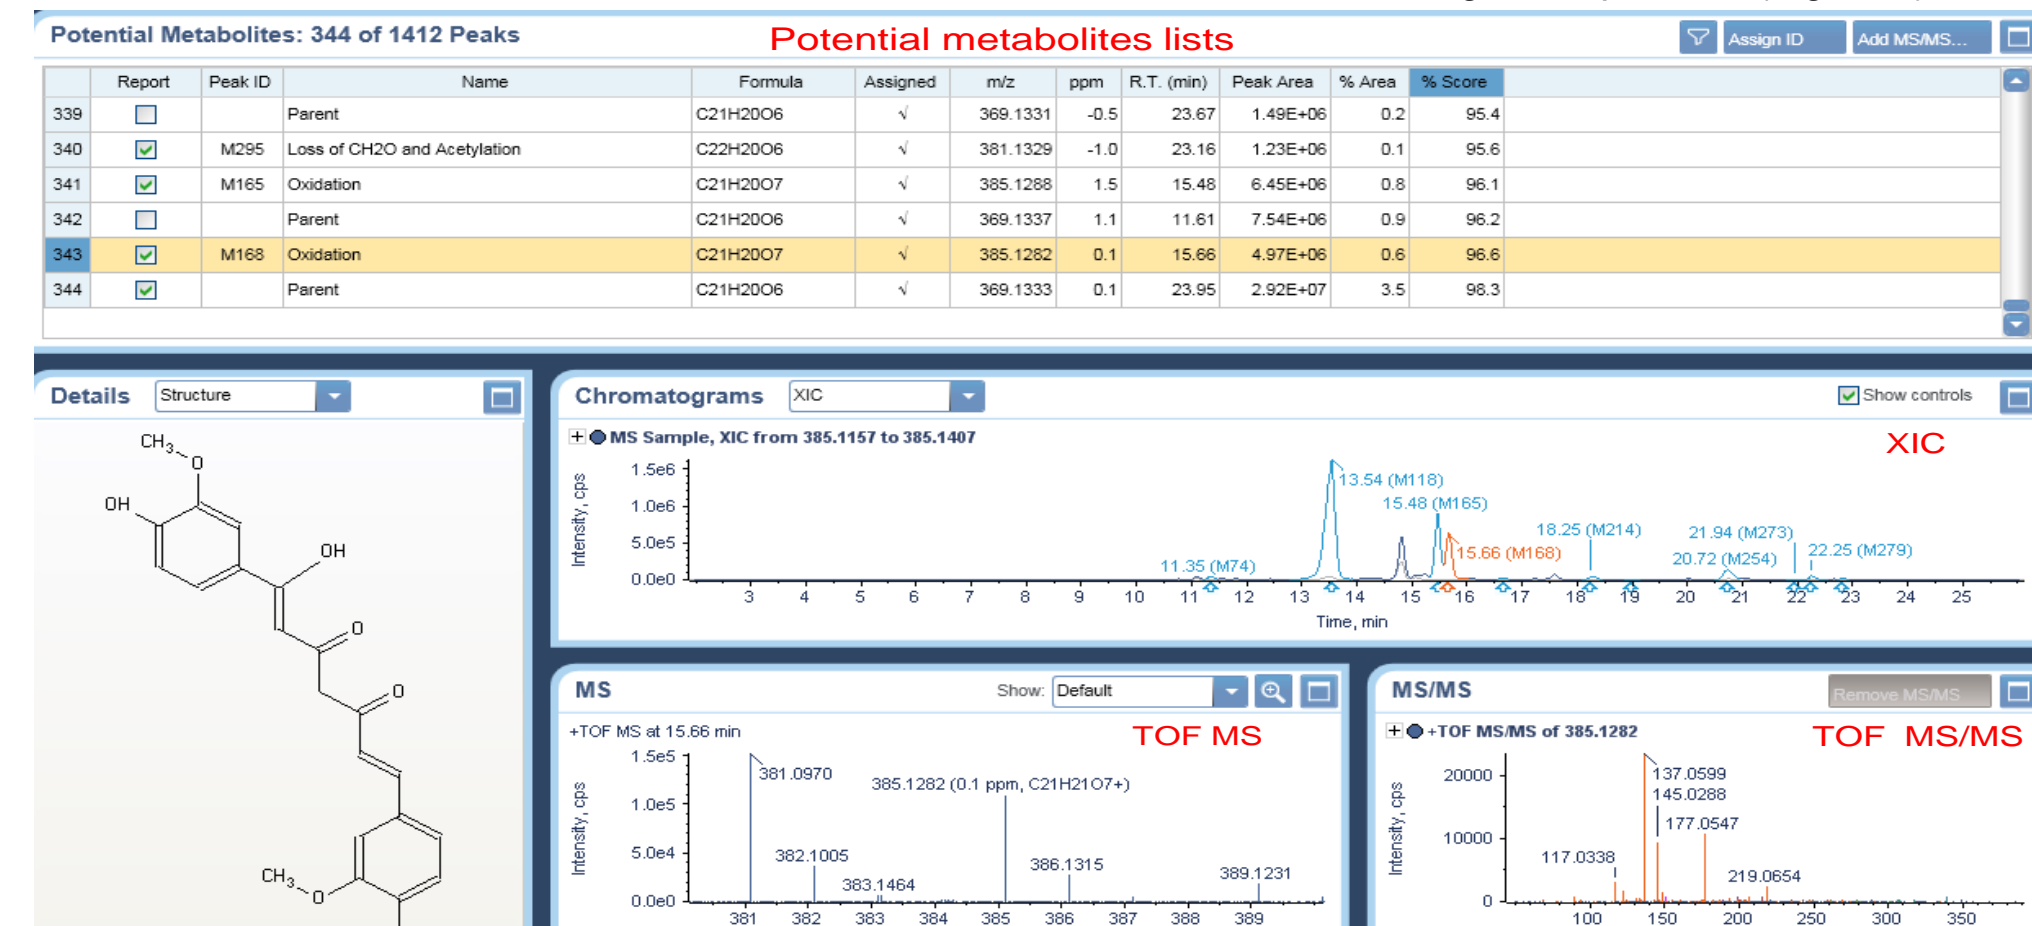 Potential Metabolites: 344 of 1412 Peaks Potential metabolites lists Assign ID Add MS/MS...
Report Peak ID Name Formula Assigned m/z ppm R.T. (min) Peak Area % Area % Score
339 Parent C21H20O6 √ 369.1331 -0.5 23.67 1.49E+06 0.2 95.4
340 M295 Loss of CH2O and Acetylation C22H20O6 √ 381.1329 -1.0 23.16 1.23E+06 0.1 95.6
341 M165 Oxidation C21H20O7 √ 385.1288 1.5 15.48 6.45E+06 0.8 96.1
342 Parent C21H20O6 √ 369.1337 1.1 11.61 7.54E+06 0.9 96.2
343 M168 Oxidation C21H20O7 √ 385.1282 0.1 15.66 4.97E+06 0.6 96.6
344 Parent C21H20O6 √ 369.1333 0.1 23.95 2.92E+07 3.5 98.3
Details Structure
CH3
O
OH
OH
O
O
CH3
O
Chromatograms XIC Show controls
MS Sample, XIC from 385.1157 to 385.1407
XIC
Intensity, cps
1.5e6
1.0e6
5.0e5
0.0e0
13.54 (M118)
15.48 (M165)
18.25 (M214)
21.94 (M273)
15.66 (M168)
22.25 (M279)
11.35 (M74)
20.72 (M254)
3 4 5 6 7 8 9 10 11 12 13 14 15 16 17 18 19 20 21 22 23 24 25
Time, min
MS Show: Default
+TOF MS at 15.66 min
TOF MS
Intensity, cps
1.5e5
1.0e5
5.0e4
0.0e0
381.0970
385.1282 (0.1 ppm, C21H21O7+)
382.1005
386.1315
383.1464
389.1231
381 382 383 384 385 386 387 388 389
MS/MS Remove MS/MS
+TOF MS/MS of 385.1282
TOF MS/MS
Intensity, cps
20000
10000
0
137.0599
145.0288
177.0547
117.0338
219.0654
100 150 200 250 300 350